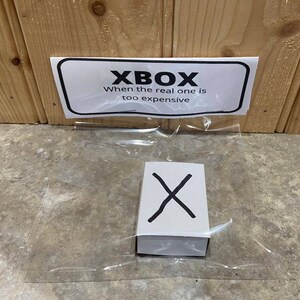 XBOX
When the real one is
too expensive
X